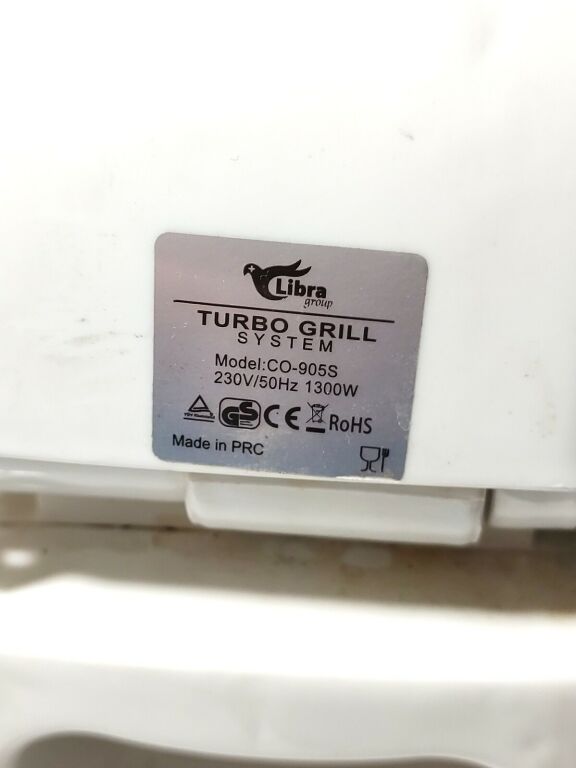 Libra
group
TURBO GRILL
SYSTEM
Model:CO-905S
230V/50Hz 1300W
GS CE RoHS
Made in PRC